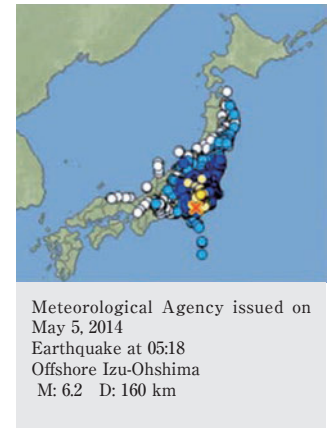 Meteorological Agency issued on
May 5, 2014
Earthquake at 05:18
Offshore Izu-Ohshima
M: 6.2 D: 160 km